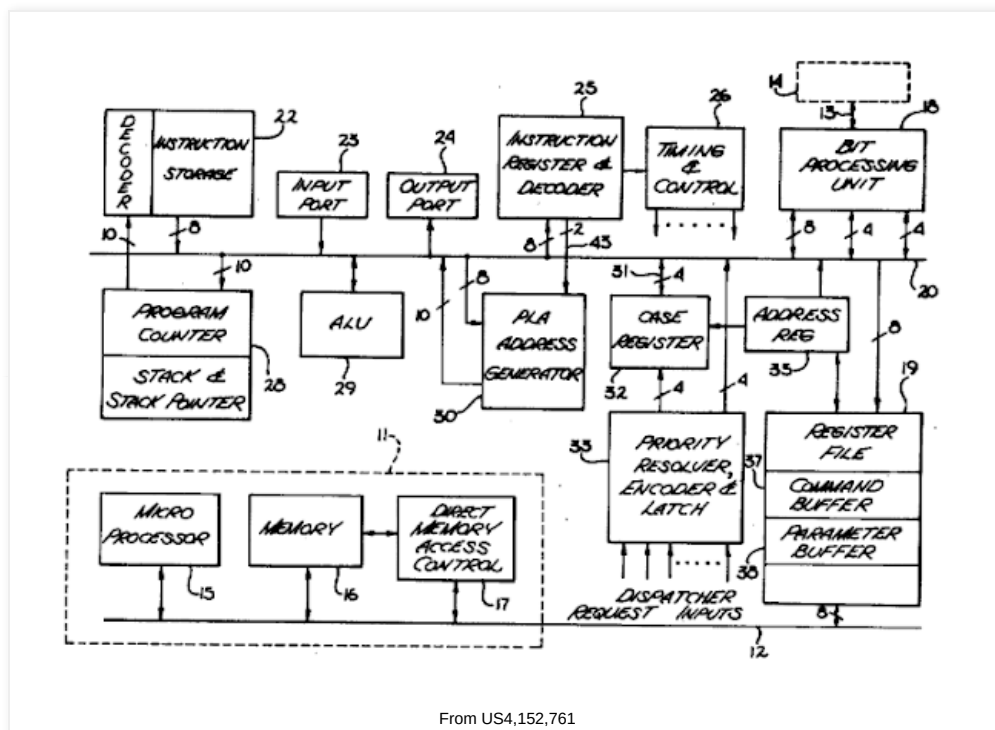 14
13
18
BIT
PROCESSING
UNIT
25
INSTRUCTION
REGISTER &
DECODER
26
TIMING
&
CONTROL
22
DECODER
INSTRUCTION
STORAGE
23
INPUT
PORT
24
OUTPUT
PORT
10
8
8
2
43
8
4
4
20
10
PROGRAM
COUNTER
STACK &
STACK POINTER
28
ALU
29
10
8
PLA
ADDRESS
GENERATOR
30
31
4
CASE
REGISTER
32
ADDRESS
REG
35
8
4
4
33
PRIORITY
RESOLVER,
ENCODER &
LATCH
DISPATCHER
REQUEST INPUTS
19
REGISTER
FILE
37
COMMAND
BUFFER
38
PARAMETER
BUFFER
8
11
MICRO
PROCESSOR
15
MEMORY
16
DIRECT
MEMORY
ACCESS
CONTROL
17
12
From US4,152,761